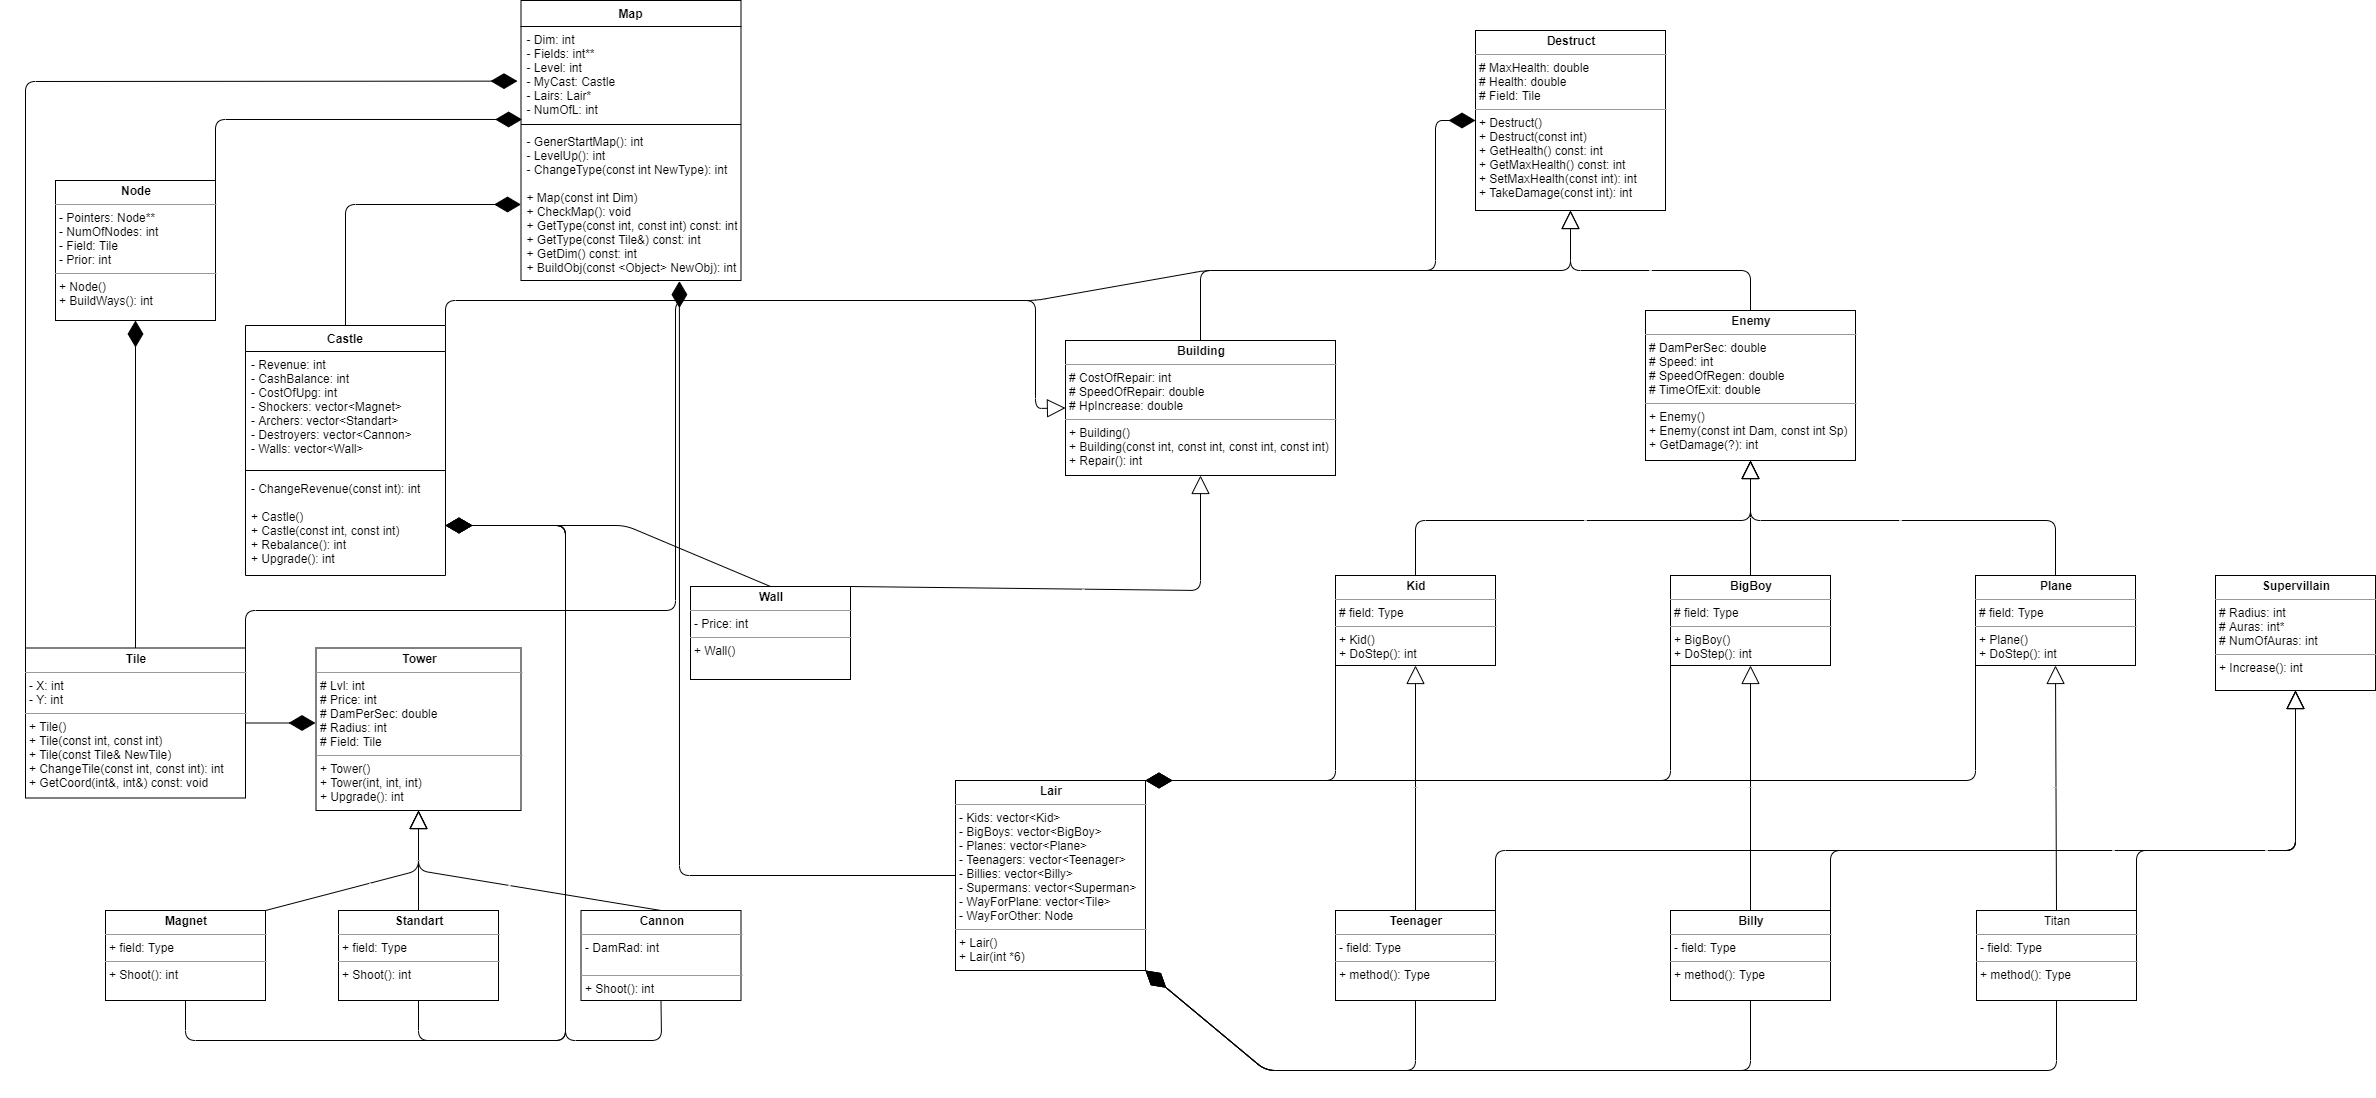 Map
- Dim: int
- Fields: int**
- Level: int
- MyCast: Castle
- Lairs: Lair*
- NumOfL: int
- GenerStartMap(): int
- LevelUp(): int
- ChangeType(const int NewType): int
+ Map(const int Dim)
+ CheckMap(): void
+ GetType(const int, const int) const: int
+ GetType(const Tile&) const: int
+ GetDim() const: int
+ BuildObj(const <Object> NewObj): int
Destruct
# MaxHealth: double
# Health: double
# Field: Tile
+ Destruct()
+ Destruct(const int)
+ GetHealth() const: int
+ GetMaxHealth() const: int
+ SetMaxHealth(const int): int
+ TakeDamage(const int): int
Node
- Pointers: Node**
- NumOfNodes: int
- Field: Tile
- Prior: int
+ Node()
+ BuildWays(): int
Castle
- Revenue: int
- CashBalance: int
- CostOfUpg: int
- Shockers: vector<Magnet>
- Archers: vector<Standart>
- Destroyers: vector<Cannon>
- Walls: vector<Wall>
- ChangeRevenue(const int): int
+ Castle()
+ Castle(const int, const int)
+ Rebalance(): int
+ Upgrade(): int
Building
# CostOfRepair: int
# SpeedOfRepair: double
# HpIncrease: double
+ Building()
+ Building(const int, const int, const int, const int)
+ Repair(): int
Enemy
# DamPerSec: double
# Speed: int
# SpeedOfRegen: double
# TimeOfExit: double
+ Enemy()
+ Enemy(const int Dam, const int Sp)
+ GetDamage(?): int
Wall
- Price: int
+ Wall()
Kid
# field: Type
+ Kid()
+ DoStep(): int
BigBoy
# field: Type
+ BigBoy()
+ DoStep(): int
Plane
# field: Type
+ Plane()
+ DoStep(): int
Supervillain
# Radius: int
# Auras: int*
# NumOfAuras: int
+ Increase(): int
Tile
- X: int
- Y: int
+ Tile()
+ Tile(const int, const int)
+ Tile(const Tile& NewTile)
+ ChangeTile(const int, const int): int
+ GetCoord(int&, int&) const: void
Tower
# Lvl: int
# Price: int
# DamPerSec: double
# Radius: int
# Field: Tile
+ Tower()
+ Tower(int, int, int)
+ Upgrade(): int
Lair
- Kids: vector<Kid>
- BigBoys: vector<BigBoy>
- Planes: vector<Plane>
- Teenagers: vector<Teenager>
- Billies: vector<Billy>
- Supermans: vector<Superman>
- WayForPlane: vector<Tile>
- WayForOther: Node
+ Lair()
+ Lair(int *6)
Magnet
+ field: Type
+ Shoot(): int
Standart
+ field: Type
+ Shoot(): int
Cannon
- DamRad: int
+ Shoot(): int
Teenager
- field: Type
+ method(): Type
Billy
- field: Type
+ method(): Type
Titan
- field: Type
+ method(): Type